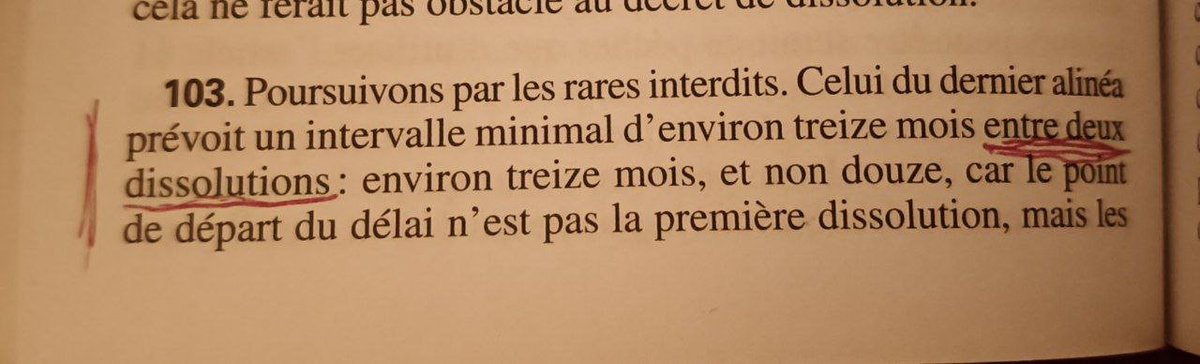 cela ne ferait pas obstacle au décret de dissolution.
103. Poursuivons par les rares interdits. Celui du dernier alinéa
prévoit un intervalle minimal d'environ treize mois entre deux
dissolutions : environ treize mois, et non douze, car le point
de départ du délai n'est pas la première dissolution, mais les